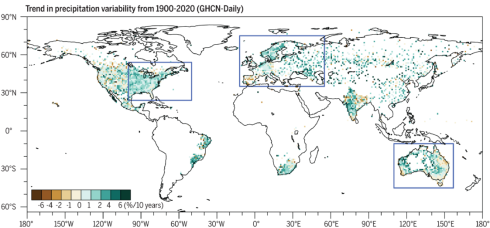 Trend in precipitation variability from 1900-2020 (GHCN-Daily)
90°N
60°N
30°N
0°
30°S
60°S
-6 -4 -2 -1 0 1 2 4 6 (%/10 years)
180° 150°W 120°W 90°W 60°W 30°W 0° 30°E 60°E 90°E 120°E 150°E 180°